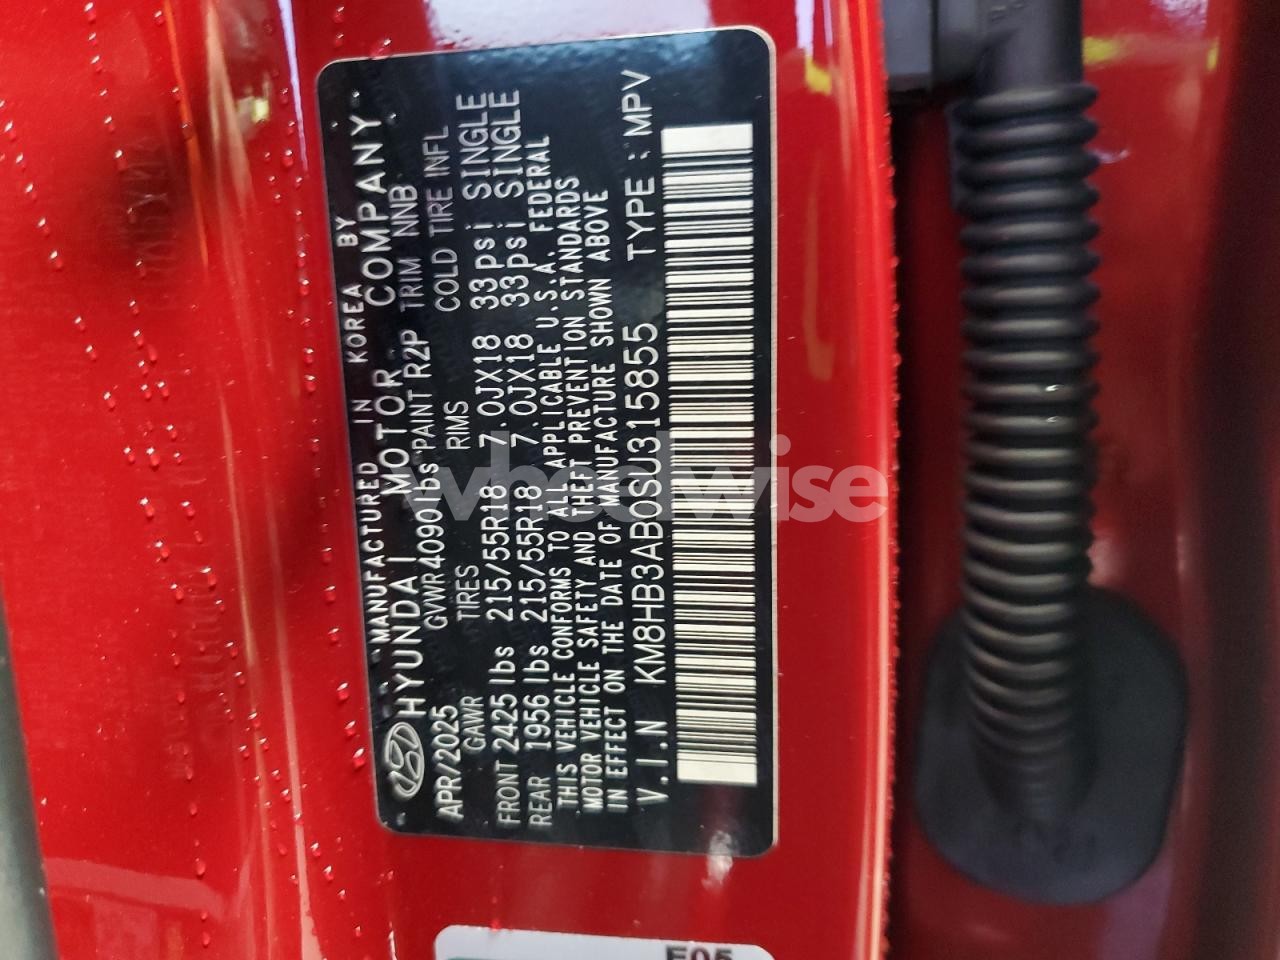 MANUFACTURED IN KOREA BY
HYUNDAI MOTOR COMPANY
APR/2025 GVWR 4090lbs PAINT R2P TRIM NNB
GAWR TIRES RIMS COLD TIRE INFL
FRONT 2425 lbs 215/55R18 7.0JX18 33psi SINGLE
REAR 1956 lbs 215/55R18 7.0JX18 33psi SINGLE
THIS VEHICLE CONFORMS TO ALL APPLICABLE U.S.A. FEDERAL
MOTOR VEHICLE SAFETY AND THEFT PREVENTION STANDARDS
IN EFFECT ON THE DATE OF MANUFACTURE SHOWN ABOVE
V.I.N KM8HB3AB0SU315855 TYPE:MPV
wheelwise